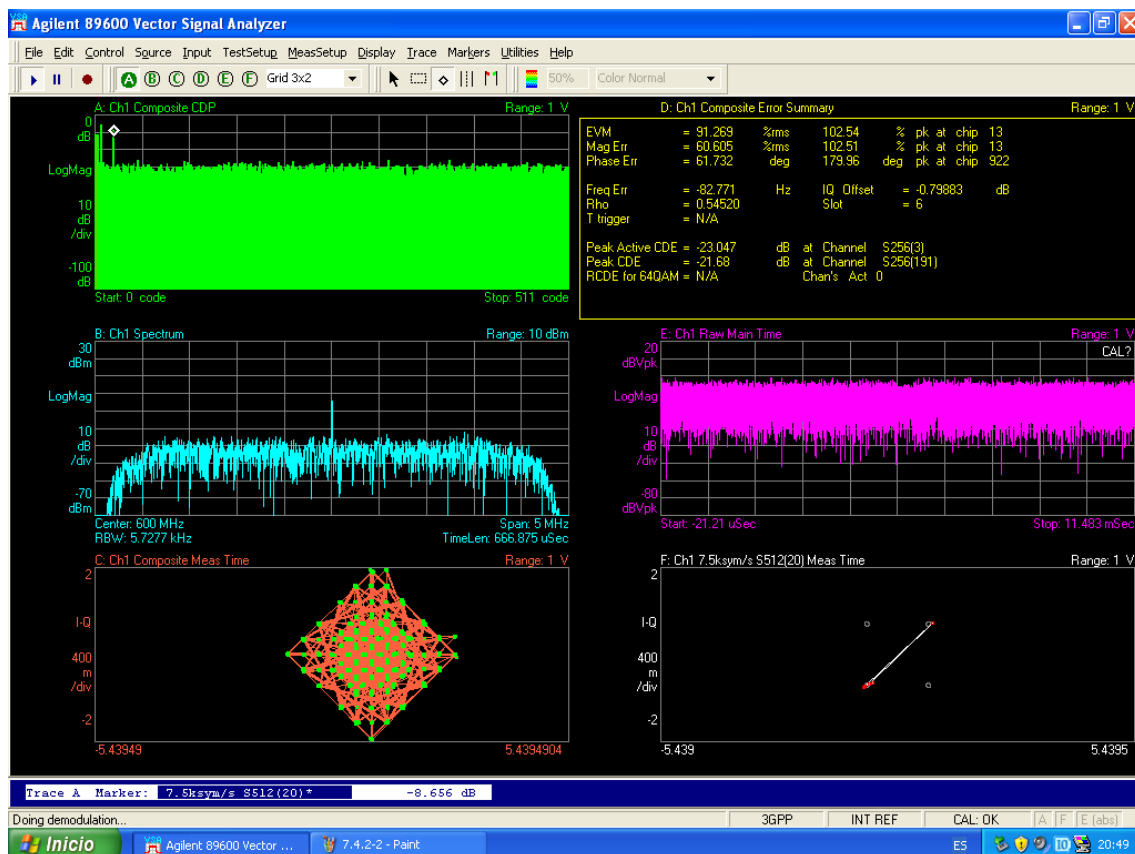 Agilent 89600 Vector Signal Analyzer
File Edit Control Source Input TestSetup MeasSetup Display Trace Markers Utilities Help
A B C D E F Grid 3x2 50% Color Normal
A: Ch1 Composite CDP Range: 1 V
0
dB
LogMag
10
dB
/div
-100
dB
Start: 0 code Stop: 511 code
D: Ch1 Composite Error Summary Range: 1 V
EVM = 91.269 %rms 102.54 % pk at chip 13
Mag Err = 60.605 %rms 102.51 % pk at chip 13
Phase Err = 61.732 deg 179.96 deg pk at chip 922
Freq Err = -82.771 Hz IQ Offset = -0.79883 dB
Rho = 0.54520 Slot = 6
T trigger = N/A
Peak Active CDE = -23.047 dB at Channel S256(3)
Peak CDE = -21.68 dB at Channel S256(191)
RCDE for 64QAM = N/A Chan's Act 0
B: Ch1 Spectrum Range: 10 dBm
30
dBm
LogMag
10
dB
/div
-70
dBm
Center: 600 MHz Span: 5 MHz
RBW: 5.7277 kHz TimeLen: 666.875 uSec
E: Ch1 Raw Main Time Range: 1 V
20
dBVpk
CAL?
LogMag
10
dB
/div
-80
dBVpk
Start: -21.21 uSec Stop: 11.483 mSec
C: Ch1 Composite Meas Time Range: 1 V
2
I-Q
400
m
/div
-2
-5.43949 5.4394904
F: Ch1 7.5ksym/s S512(20) Meas Time Range: 1 V
2
I-Q
400
m
/div
-2
-5.439 5.4395
Trace A Marker: 7.5ksym/s S512(20)* -8.656 dB
Doing demodulation... 3GPP INT REF CAL: OK A F E (abs)
Inicio Agilent 89600 Vector ... 7.4.2-2 - Paint ES 20:49